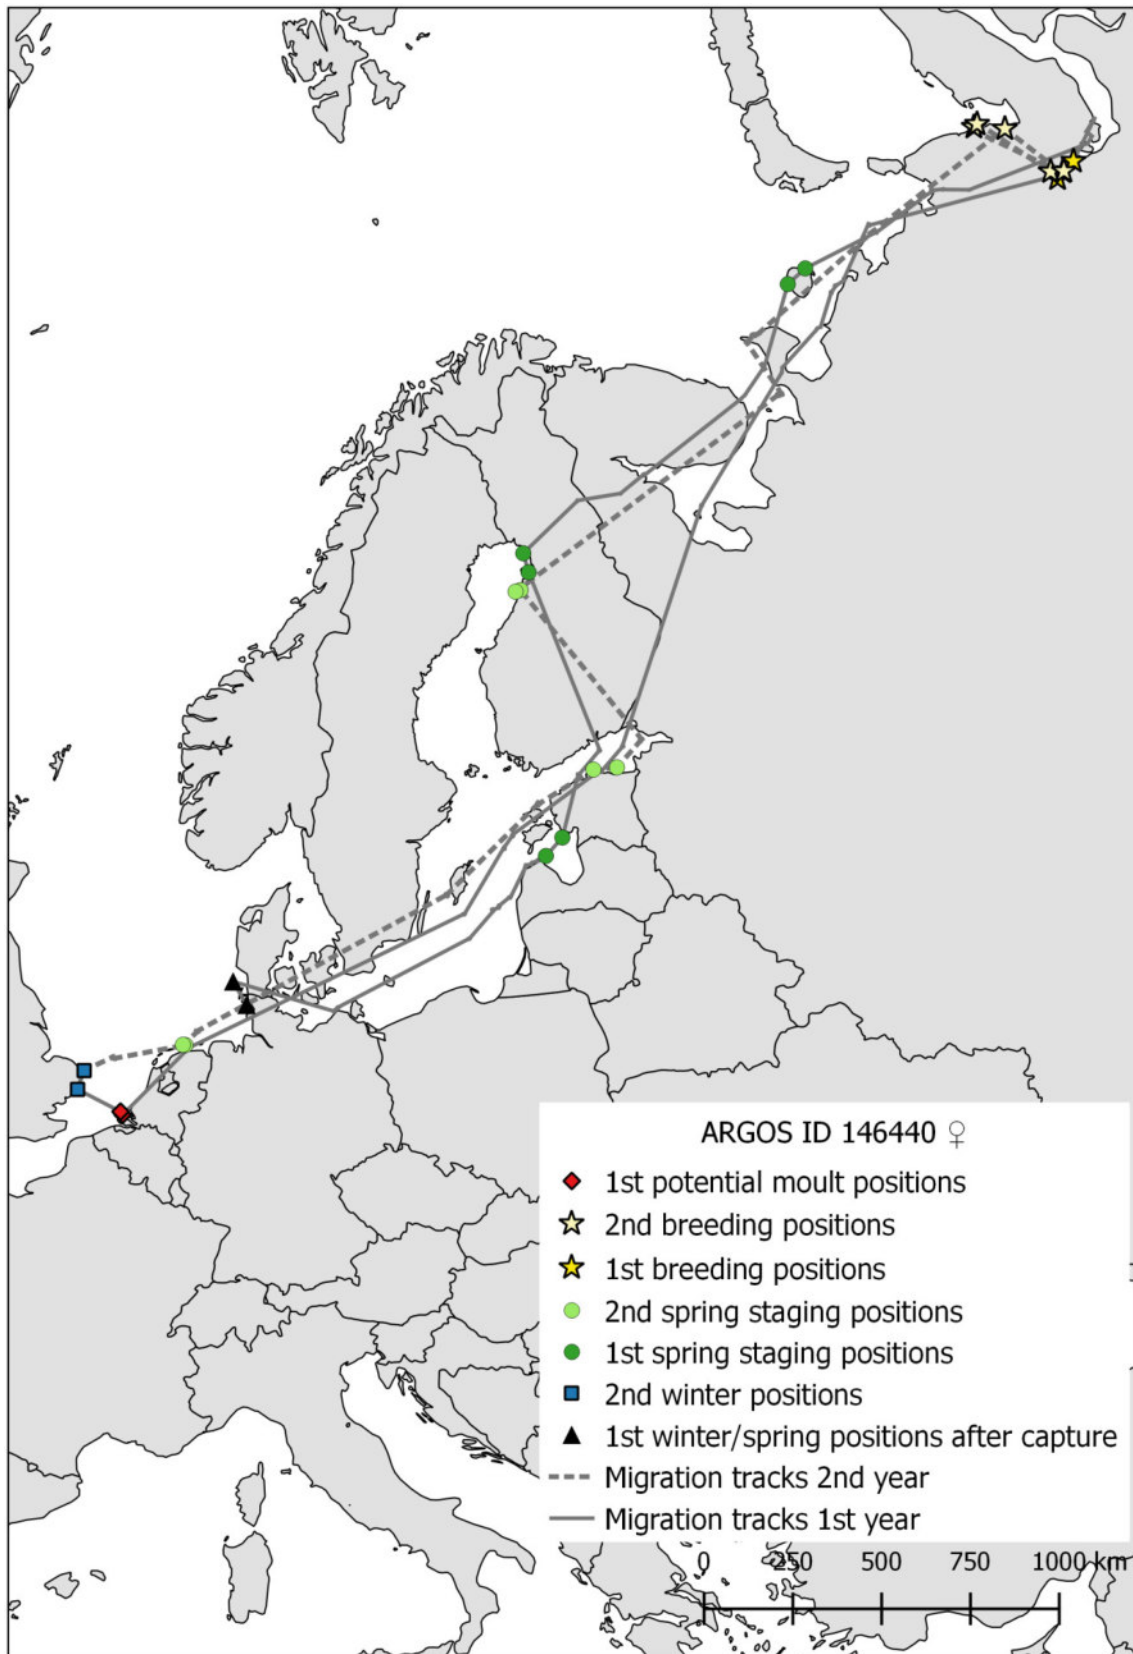 ARGOS ID 146440 ♀
1st potential moult positions
2nd breeding positions
1st breeding positions
2nd spring staging positions
1st spring staging positions
2nd winter positions
1st winter/spring positions after capture
Migration tracks 2nd year
Migration tracks 1st year
0 250 500 750 1000 km